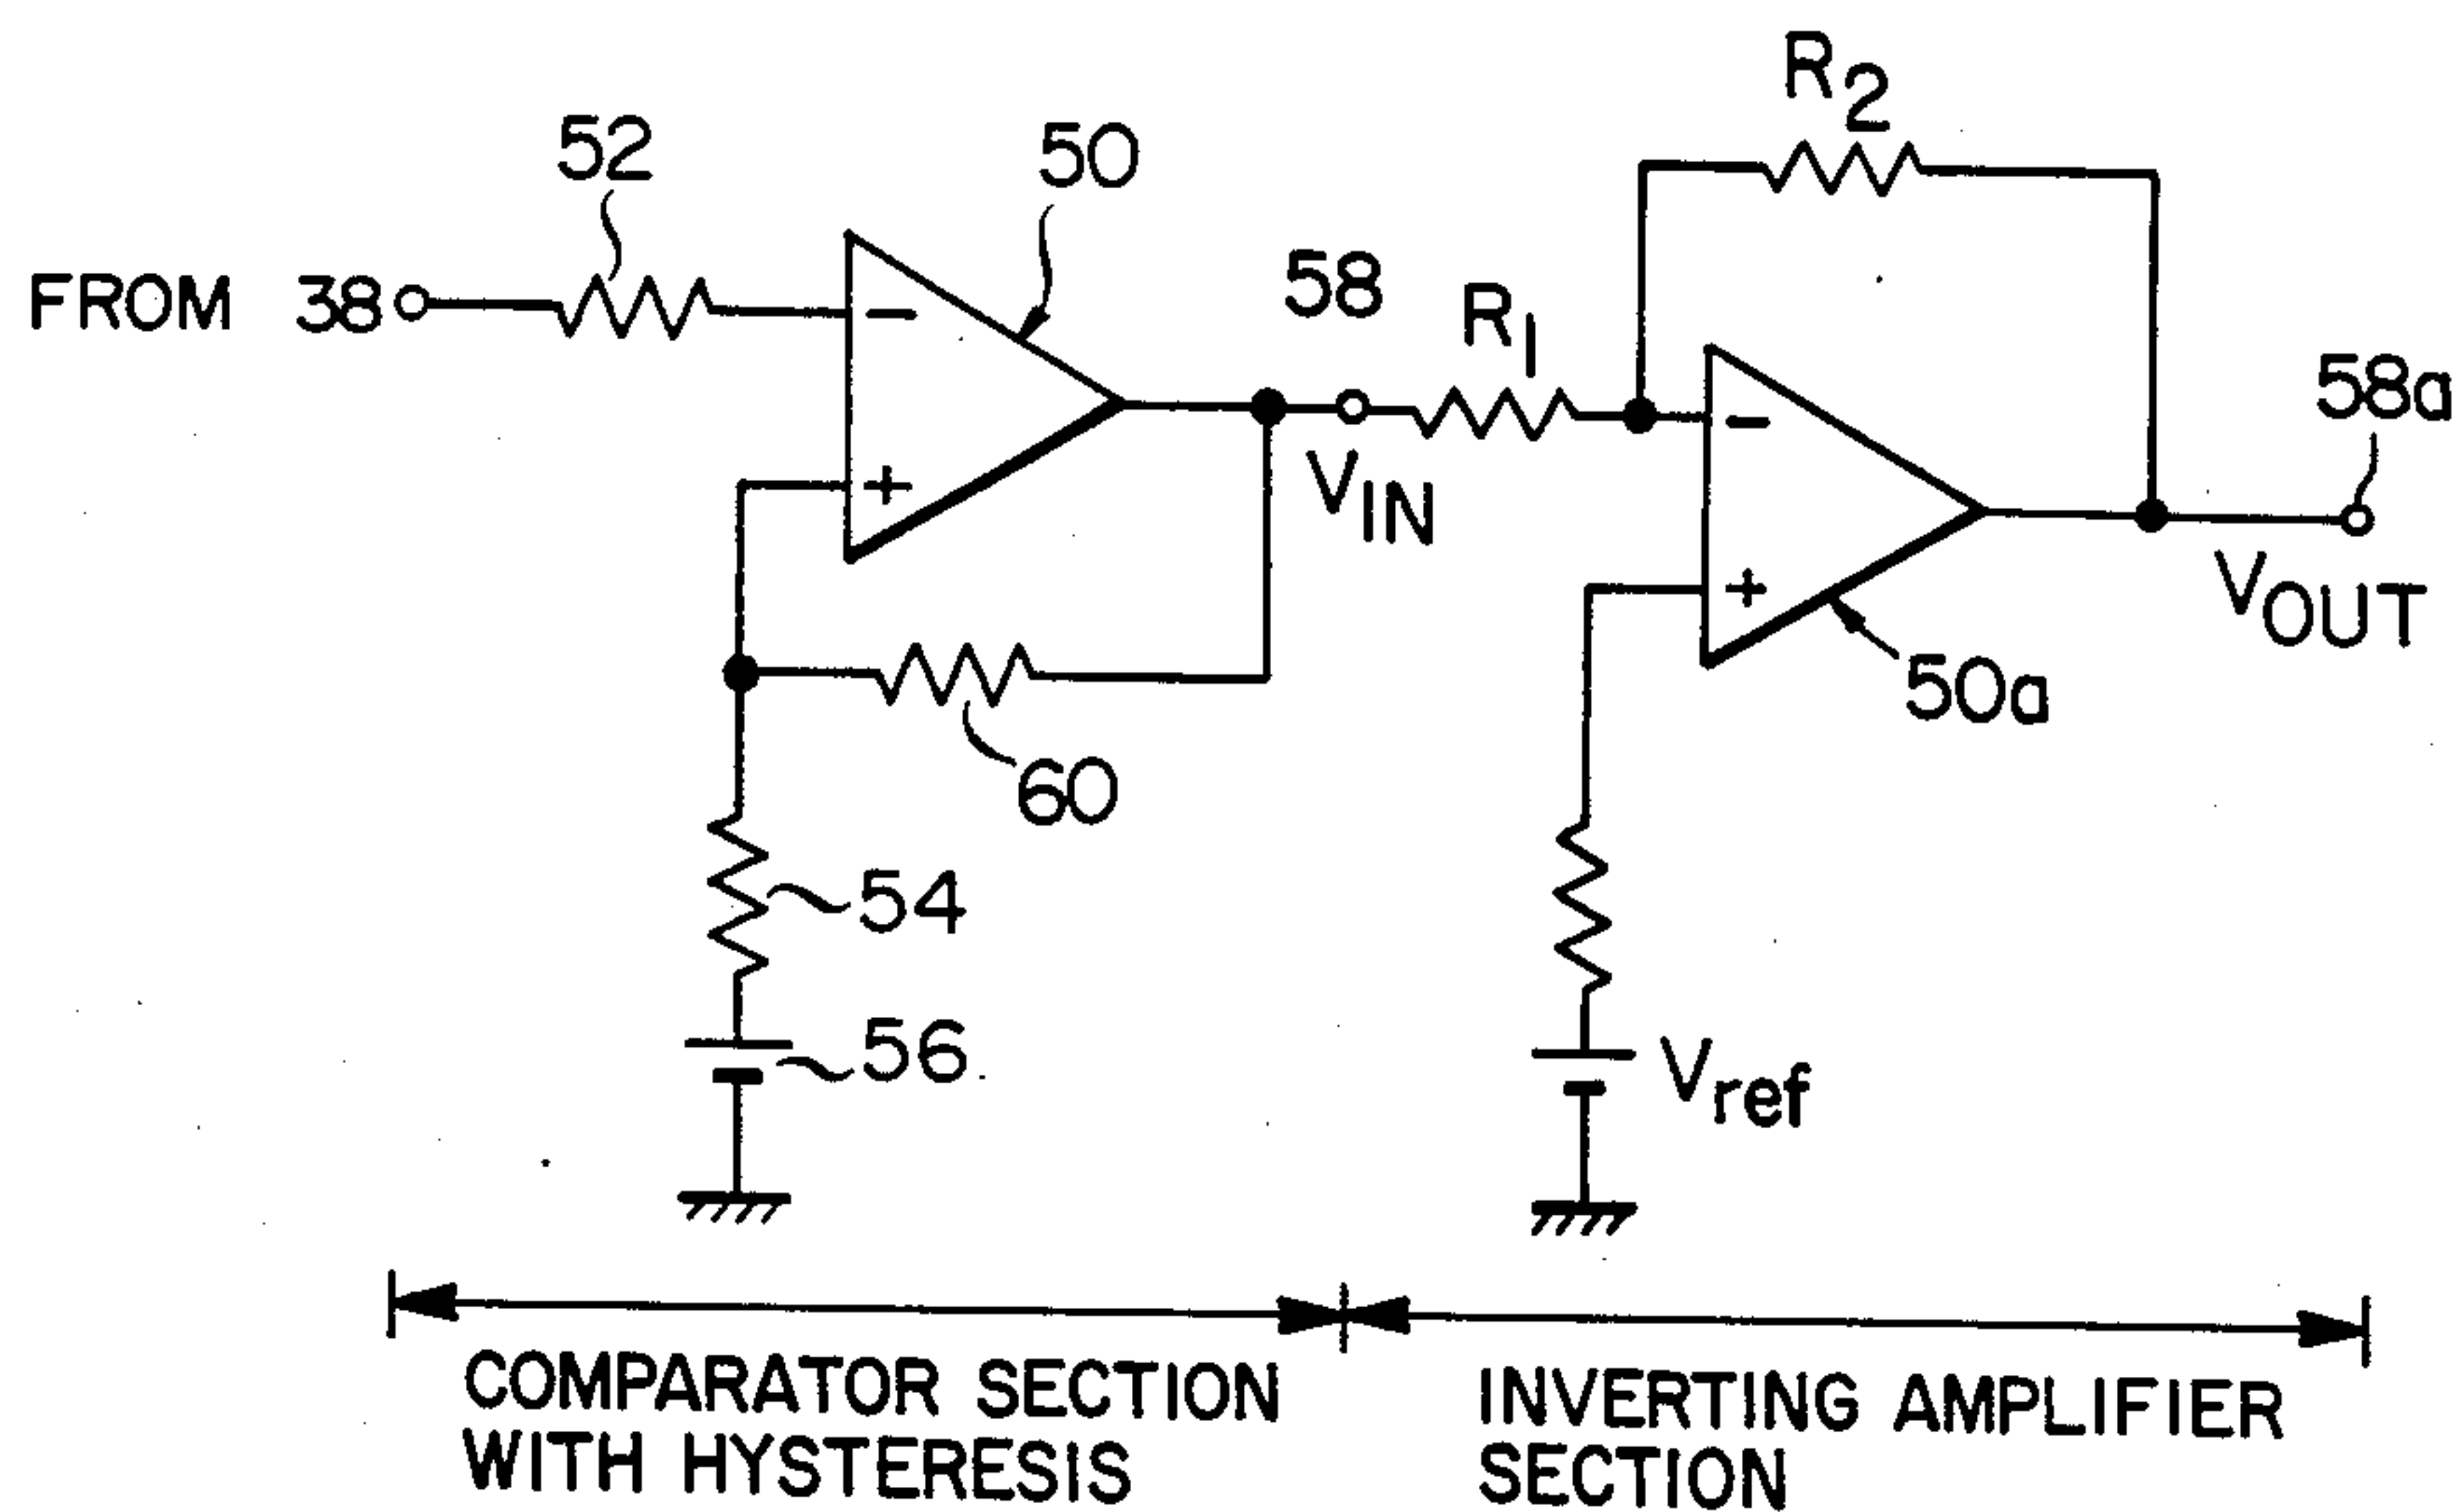 R2
52
50
FROM 38
58
R1
58a
VIN
VOUT
50a
60
54
56
Vref
COMPARATOR SECTION
WITH HYSTERESIS
INVERTING AMPLIFIER
SECTION